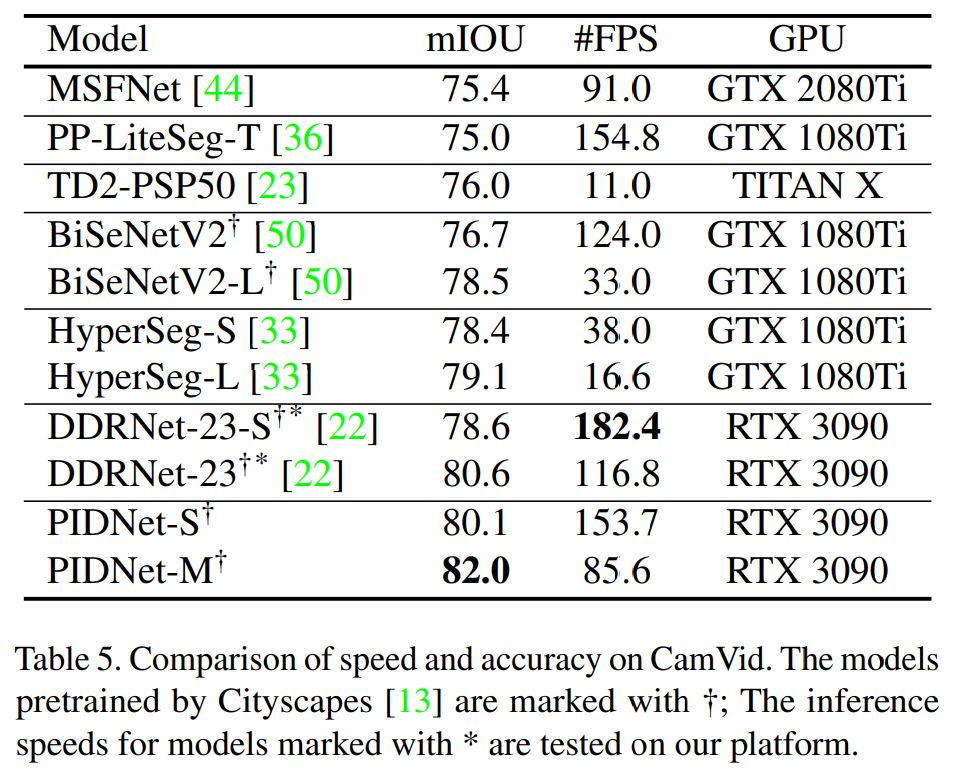 Model mIOU #FPS GPU
MSFNet [44] 75.4 91.0 GTX 2080Ti
PP-LiteSeg-T [36] 75.0 154.8 GTX 1080Ti
TD2-PSP50 [23] 76.0 11.0 TITAN X
BiSeNetV2† [50] 76.7 124.0 GTX 1080Ti
BiSeNetV2-L† [50] 78.5 33.0 GTX 1080Ti
HyperSeg-S [33] 78.4 38.0 GTX 1080Ti
HyperSeg-L [33] 79.1 16.6 GTX 1080Ti
DDRNet-23-S†* [22] 78.6 182.4 RTX 3090
DDRNet-23†* [22] 80.6 116.8 RTX 3090
PIDNet-S† 80.1 153.7 RTX 3090
PIDNet-M† 82.0 85.6 RTX 3090
Table 5. Comparison of speed and accuracy on CamVid. The models
pretrained by Cityscapes [13] are marked with †; The inference
speeds for models marked with * are tested on our platform.